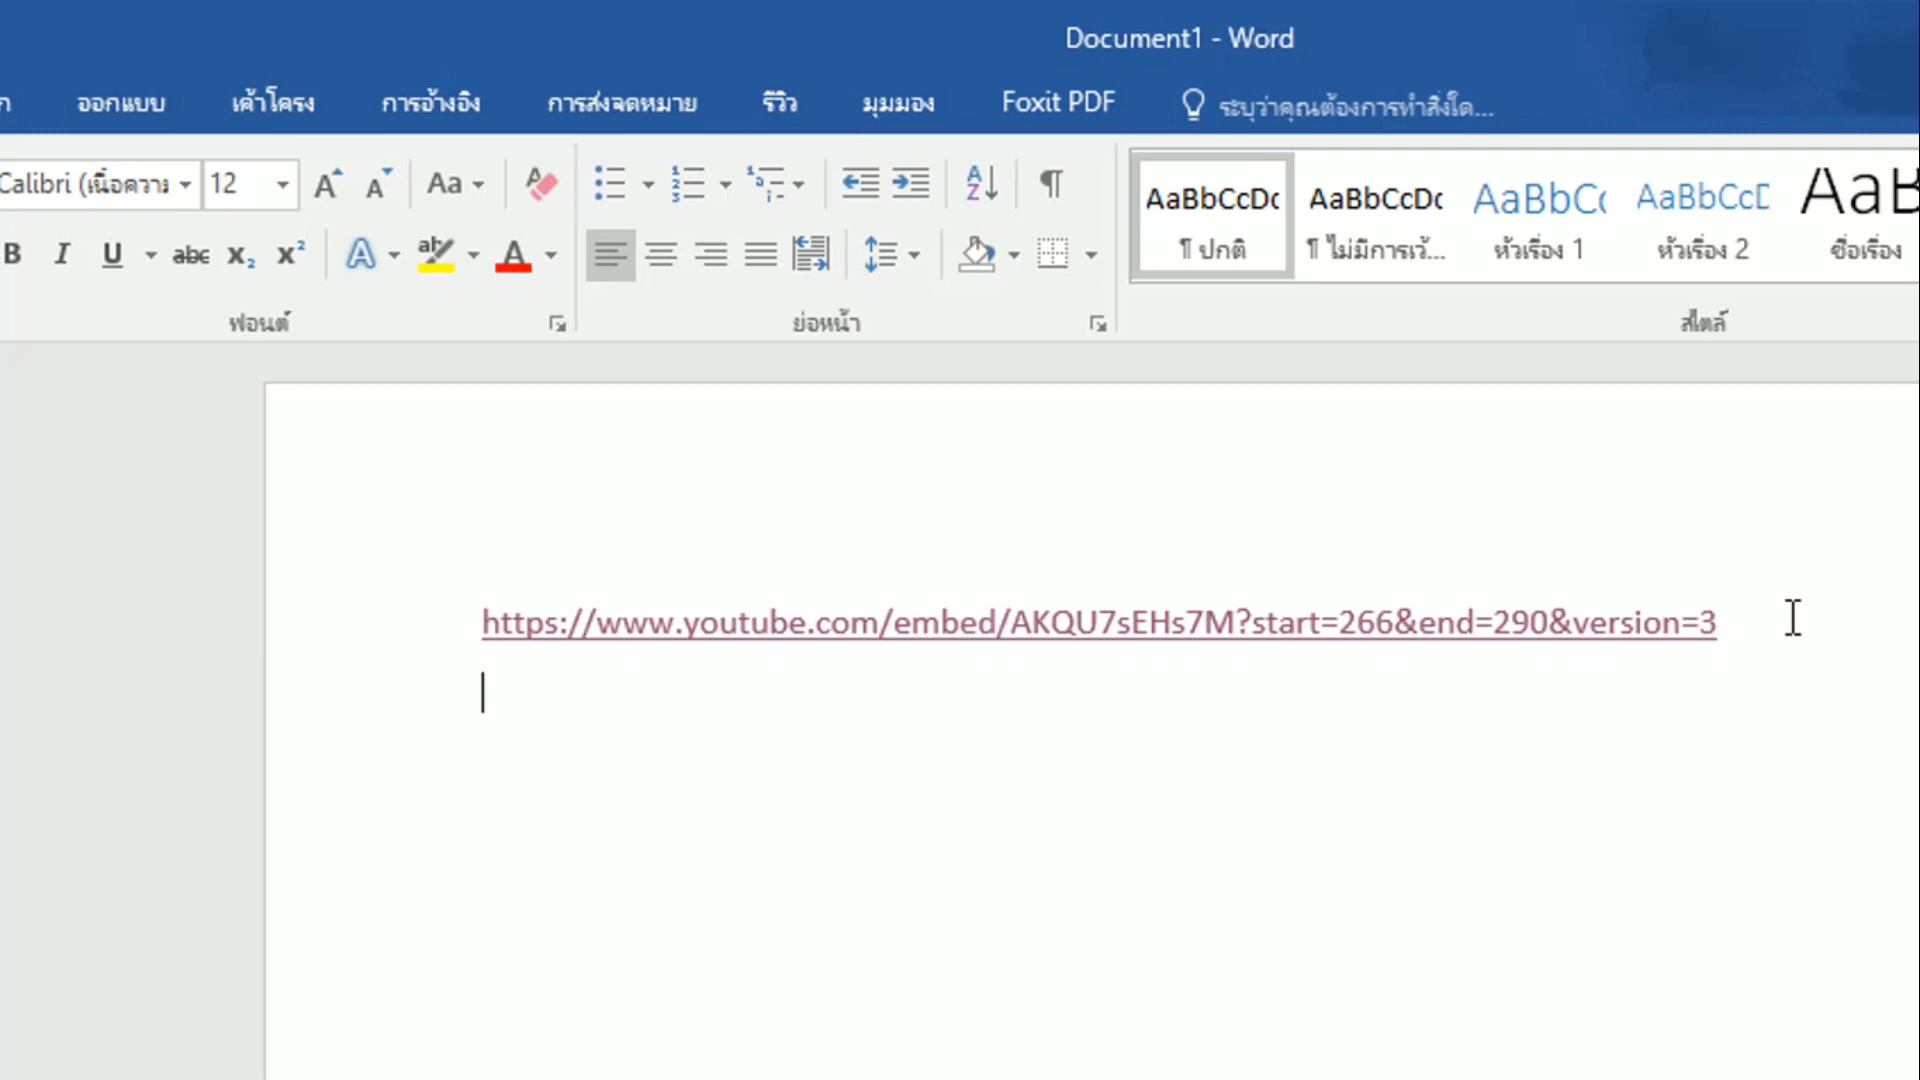 Document1 - Word
ออกแบบ เค้าโครง การอ้างอิง การส่งจดหมาย รีวิว มุมมอง Foxit PDF ระบุว่าคุณต้องการทำสิ่งใด...
Calibri (เนื้อความ 12 Aa
B I U abc x₂ x² A aby A
AaBbCcDc AaBbCcDc AaBbC AaBbCcD AaB
¶ ปกติ ¶ ไม่มีการเว้... หัวเรื่อง 1 หัวเรื่อง 2 ชื่อเรื่อง
ฟอนต์ ย่อหน้า สไตล์
https://www.youtube.com/embed/AKQU7sEHs7M?start=266&end=290&version=3